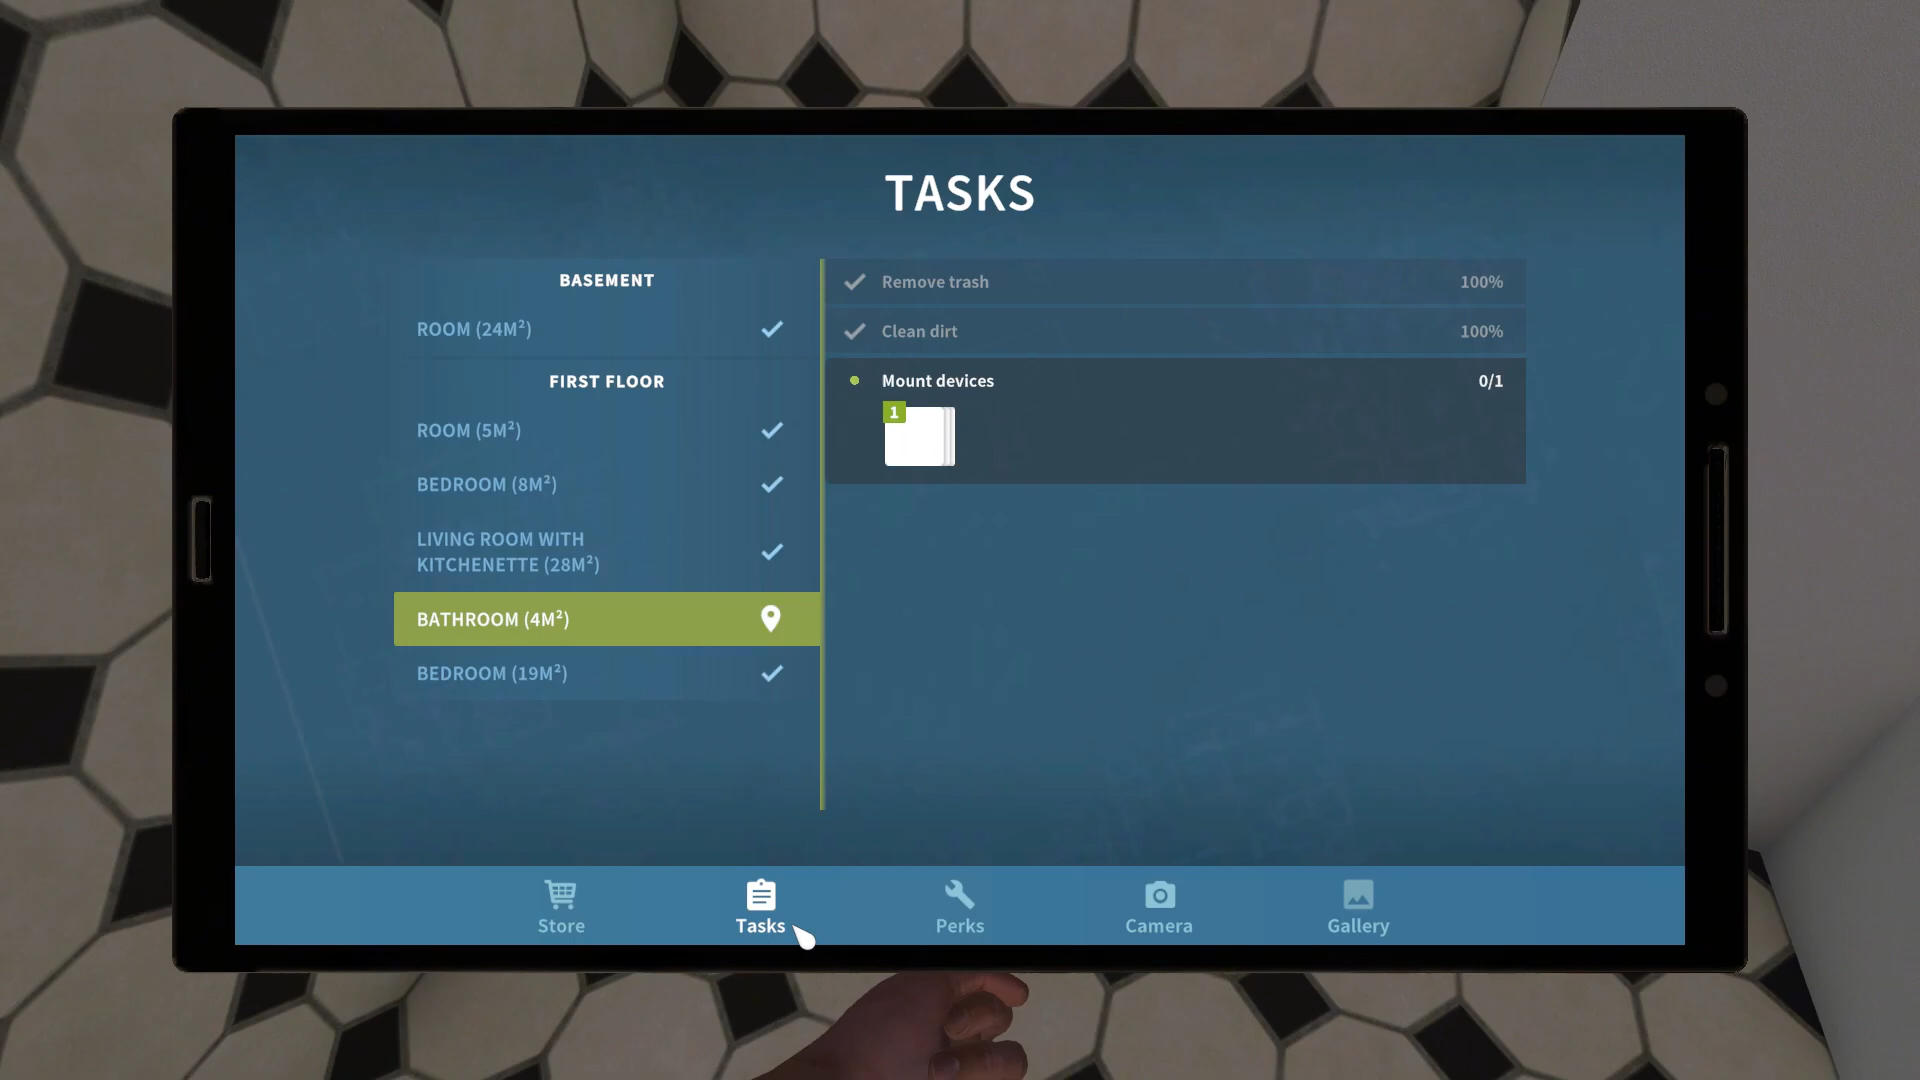 TASKS
BASEMENT
ROOM (24M²)
FIRST FLOOR
ROOM (5M²)
BEDROOM (8M²)
LIVING ROOM WITH
KITCHENETTE (28M²)
BATHROOM (4M²)
BEDROOM (19M²)
Remove trash 100%
Clean dirt 100%
Mount devices 0/1
1
Store Tasks Perks Camera Gallery